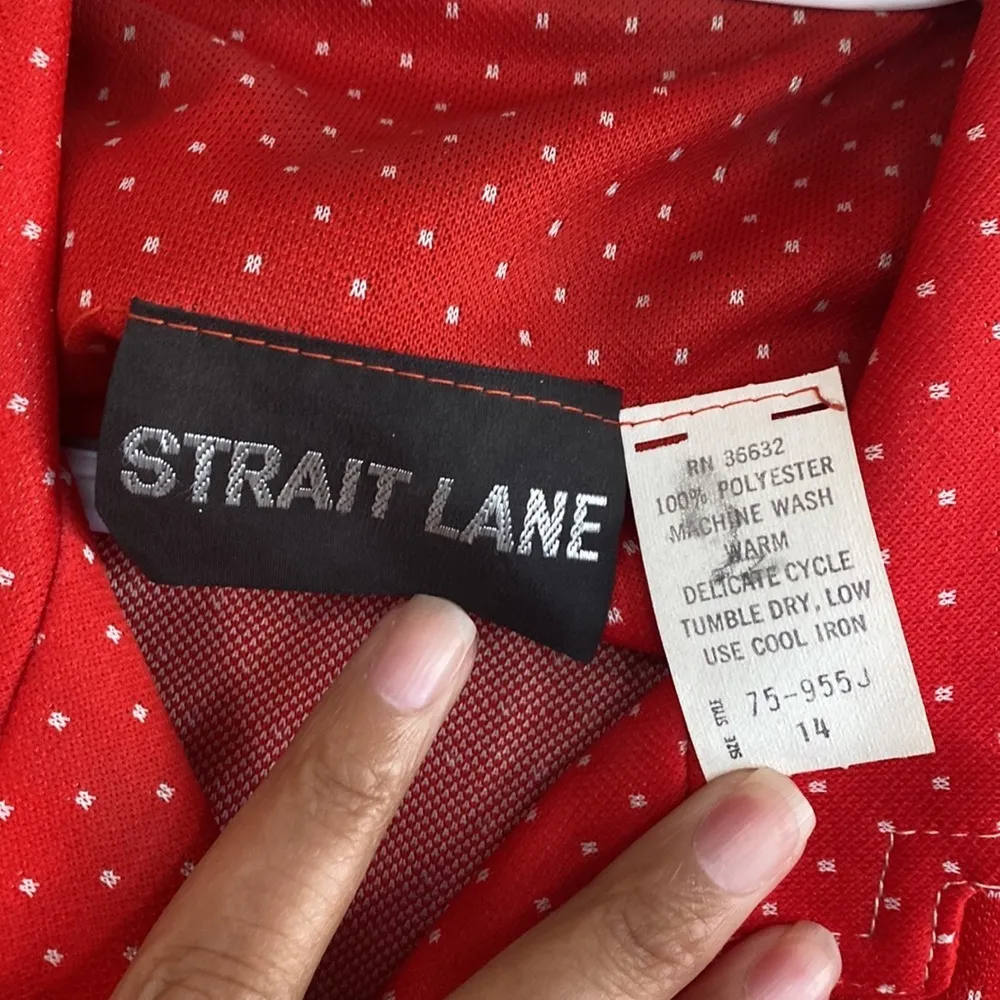 STRAIT LANE
RN 36632
100% POLYESTER
MACHINE WASH
WARM
DELICATE CYCLE
TUMBLE DRY, LOW
USE COOL IRON
STYLE 75-955J
SIZE 14